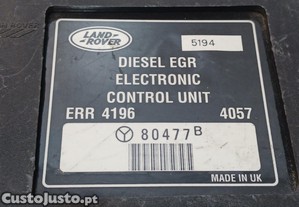 LAND-
ROVER
5194
DIESEL EGR
ELECTRONIC
CONTROL UNIT
ERR 4196 4057
80477B
MADE IN UK
CustoJusto.pt